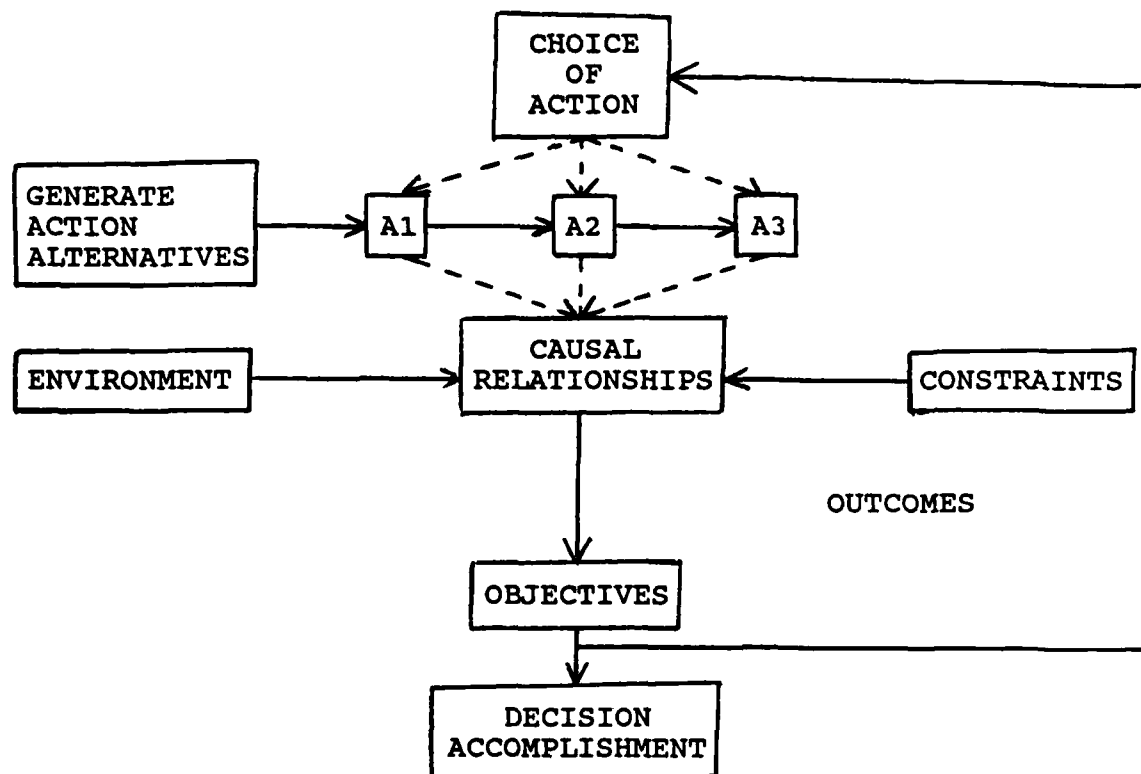 CHOICE
OF
ACTION
GENERATE
ACTION
ALTERNATIVES
A1
A2
A3
CAUSAL
RELATIONSHIPS
ENVIRONMENT
CONSTRAINTS
OUTCOMES
OBJECTIVES
DECISION
ACCOMPLISHMENT